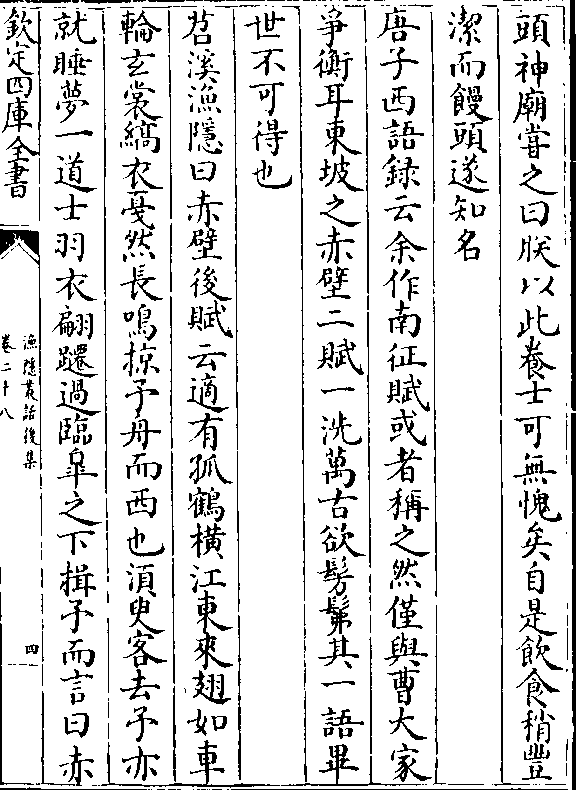 頭神廟嘗之曰朕以此養士可無愧矣自是飲食稍豐
潔而饅頭遂知名
唐子西語録云余作南征賦或者稱之然僅與曹大家
爭衡耳東坡之赤壁二賦一洗萬古欲髣髴其一語畢
世不可得也
苕溪漁隱曰赤壁後賦云適有孤鶴横江東來翅如車
輪玄裳縞衣戞然長鳴掠予舟而西也湏臾客去予亦
就睡夢一道士羽衣翩躚過臨臯之下揖予而言曰赤
欽定四庫全書
漁隱叢話後集
卷二十八
四